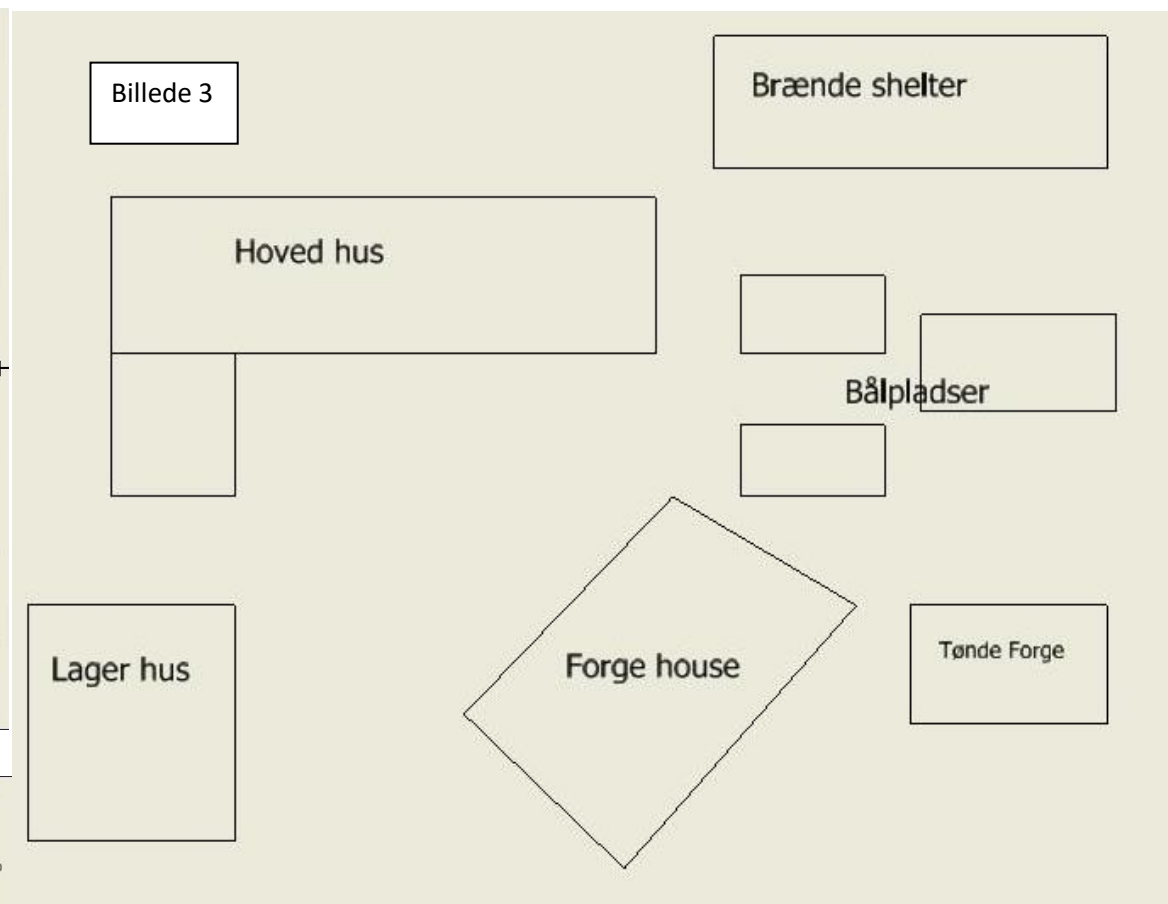 Billede 3
Brænde shelter
Hoved hus
Bålpladser
Lager hus
Forge house
Tønde Forge